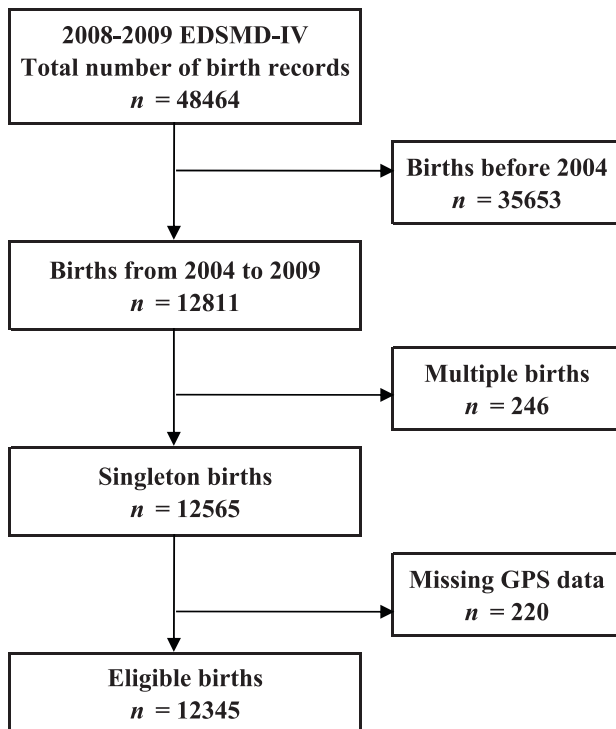 2008-2009 EDSMD-IV
Total number of birth records
n = 48464
Births before 2004
n = 35653
Births from 2004 to 2009
n = 12811
Multiple births
n = 246
Singleton births
n = 12565
Missing GPS data
n = 220
Eligible births
n = 12345